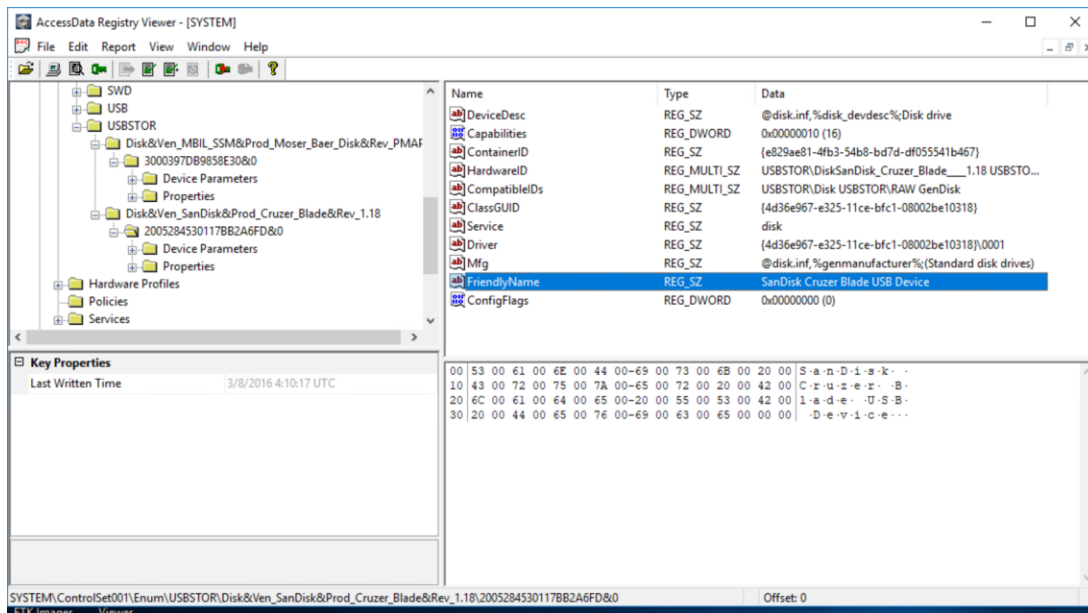 AccessData Registry Viewer - [SYSTEM]
File Edit Report View Window Help
SWD
USB
USBSTOR
Disk&Ven_MBIL_SSM&Prod_Moser_Baer_Disk&Rev_PMAP
3000397DB9858E30&0
Device Parameters
Properties
Disk&Ven_SanDisk&Prod_Cruzer_Blade&Rev_1.18
2005284530117BB2A6FD&0
Device Parameters
Properties
Hardware Profiles
Policies
Services
Name Type Data
DeviceDesc REG_SZ @disk.inf,%disk_devdesc%;Disk drive
Capabilities REG_DWORD 0x00000010 (16)
ContainerID REG_SZ {e829ae81-4fb3-54b8-bd7d-df055541b467}
HardwareID REG_MULTI_SZ USBSTOR\DiskSanDisk_Cruzer_Blade____1.18 USBSTO...
CompatibleIDs REG_MULTI_SZ USBSTOR\Disk USBSTOR\RAW GenDisk
ClassGUID REG_SZ {4d36e967-e325-11ce-bfc1-08002be10318}
Service REG_SZ disk
Driver REG_SZ {4d36e967-e325-11ce-bfc1-08002be10318}\0001
Mfg REG_SZ @disk.inf,%genmanufacturer%;(Standard disk drives)
FriendlyName REG_SZ SanDisk Cruzer Blade USB Device
ConfigFlags REG_DWORD 0x00000000 (0)
Key Properties
Last Written Time 3/8/2016 4:10:17 UTC
00 53 00 61 00 6E 00 44 00-69 00 73 00 6B 00 20 00 S·a·n·D·i·s·k· ·
10 43 00 72 00 75 00 7A 00-65 00 72 00 20 00 42 00 C·r·u·z·e·r· ·B·
20 6C 00 61 00 64 00 65 00-20 00 55 00 53 00 42 00 l·a·d·e· ·U·S·B·
30 20 00 44 00 65 00 76 00-69 00 63 00 65 00 00 00  ·D·e·v·i·c·e···
SYSTEM\ControlSet001\Enum\USBSTOR\Disk&Ven_SanDisk&Prod_Cruzer_Blade&Rev_1.18\2005284530117BB2A6FD&0 Offset: 0
FTK Imager Viewer